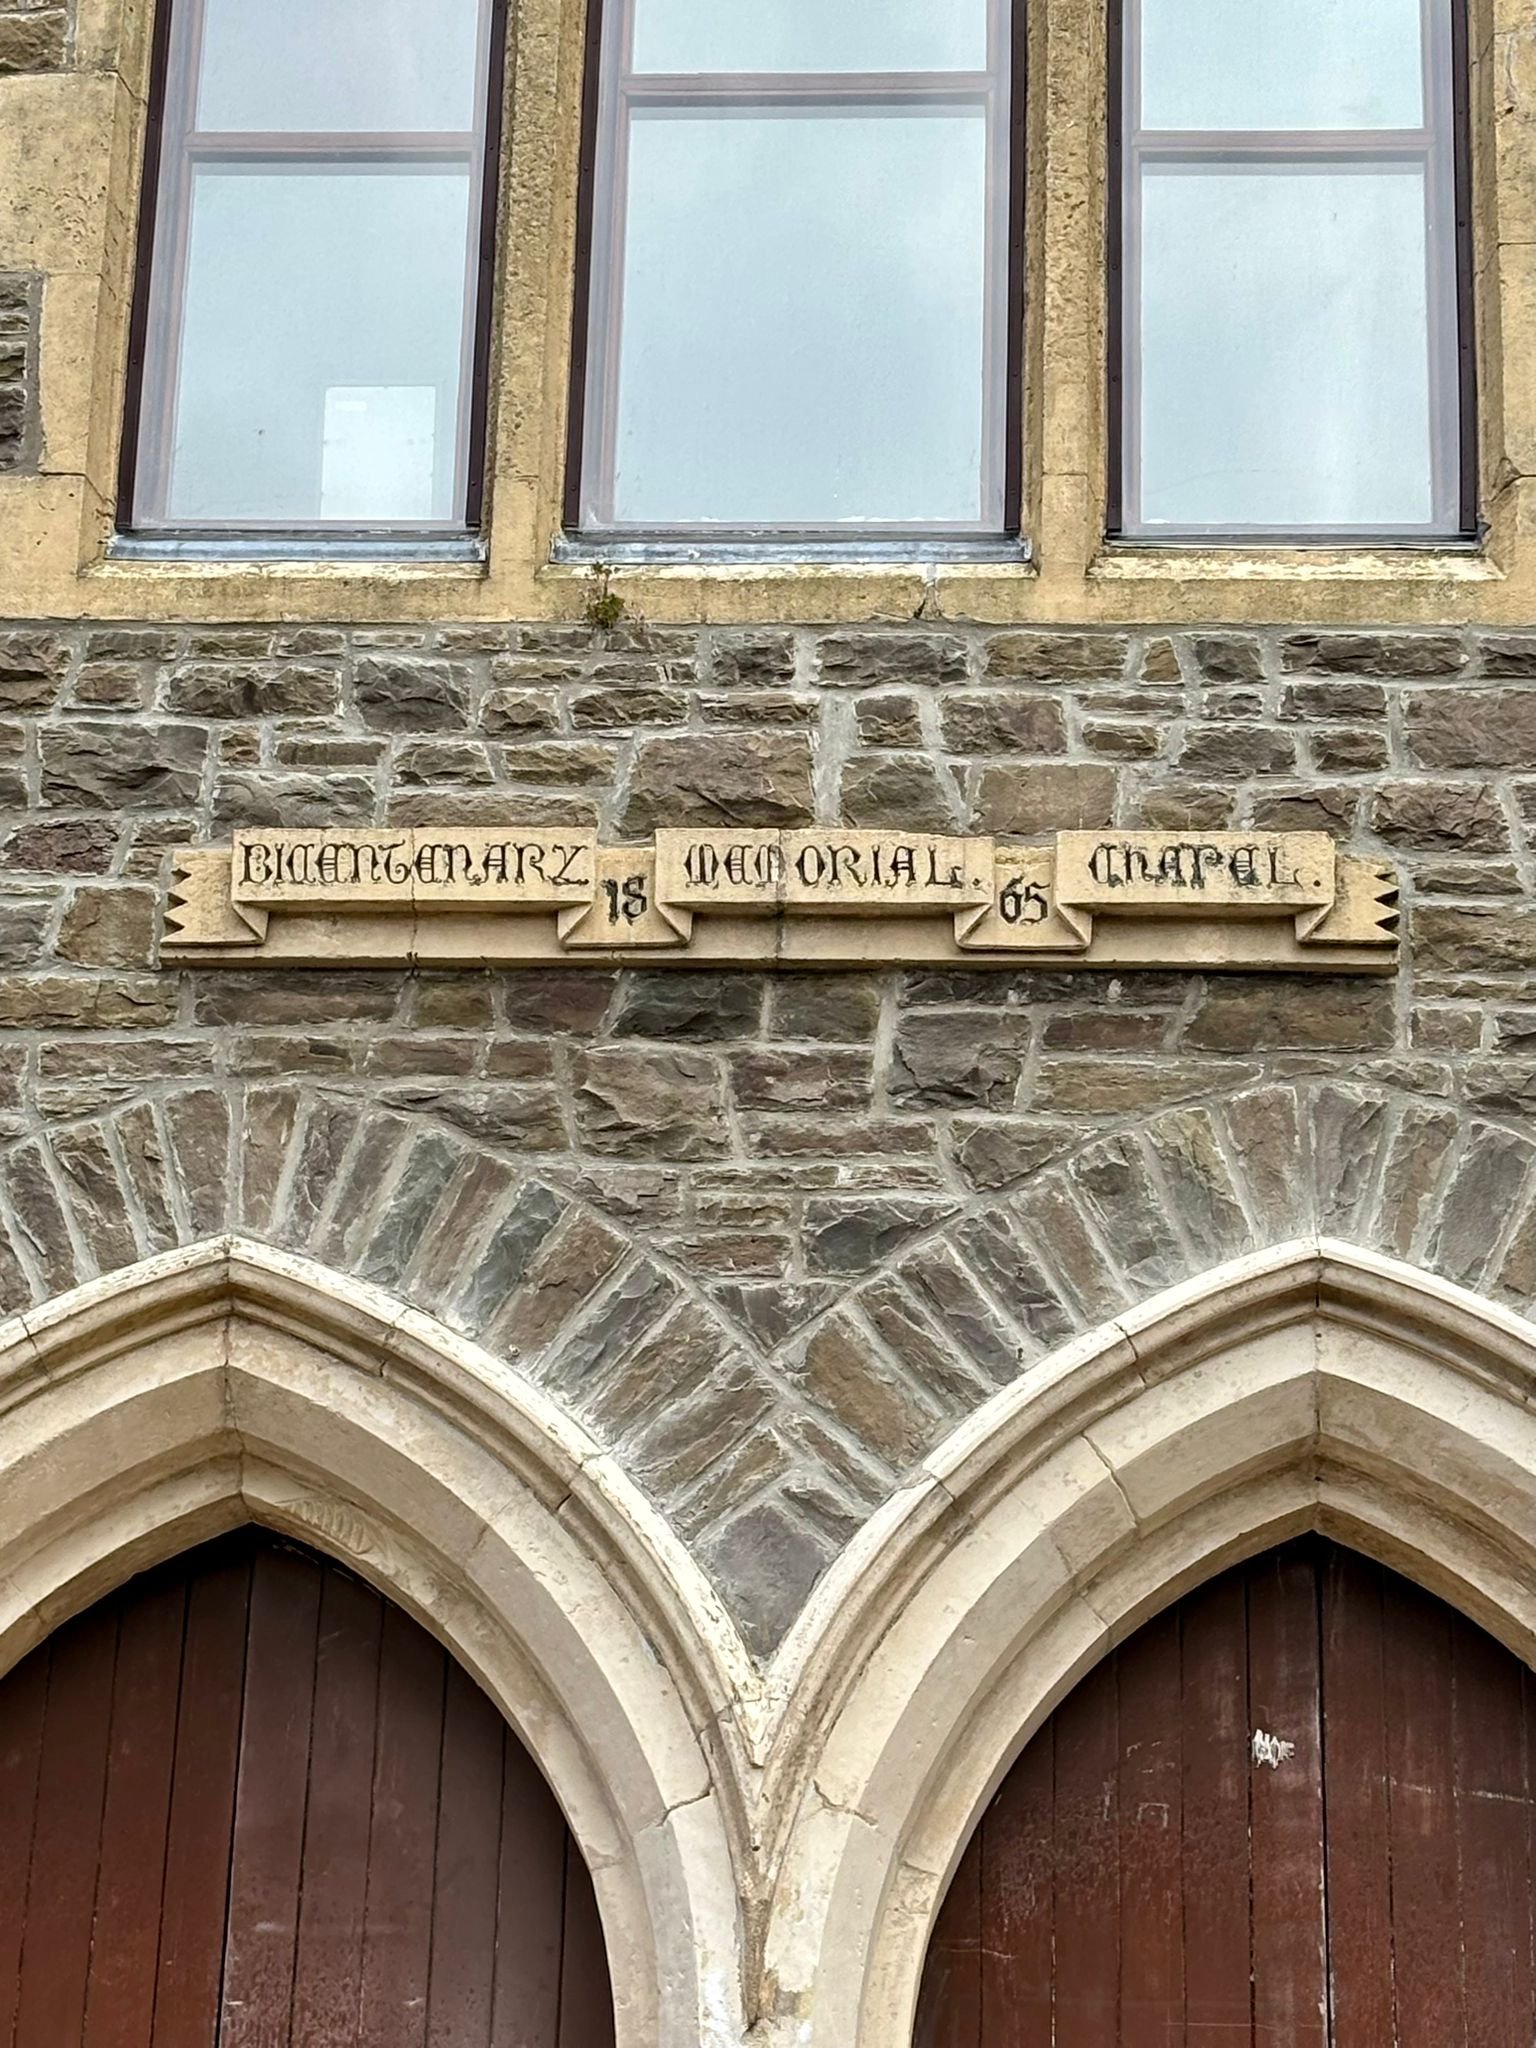 BICENTENARY 18 MEMORIAL. 65 CHAPEL.